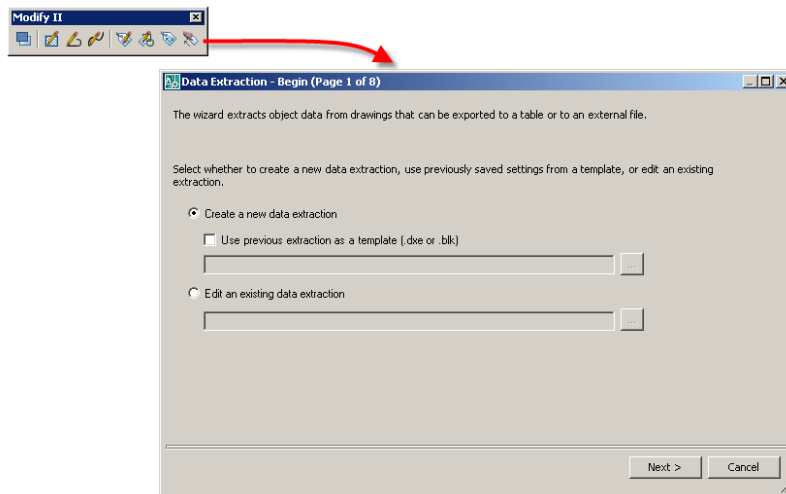 Modify II
Data Extraction - Begin (Page 1 of 8)
The wizard extracts object data from drawings that can be exported to a table or to an external file.
Select whether to create a new data extraction, use previously saved settings from a template, or edit an existing
extraction.
Create a new data extraction
Use previous extraction as a template (.dxe or .blk)
...
Edit an existing data extraction
...
Next >
Cancel